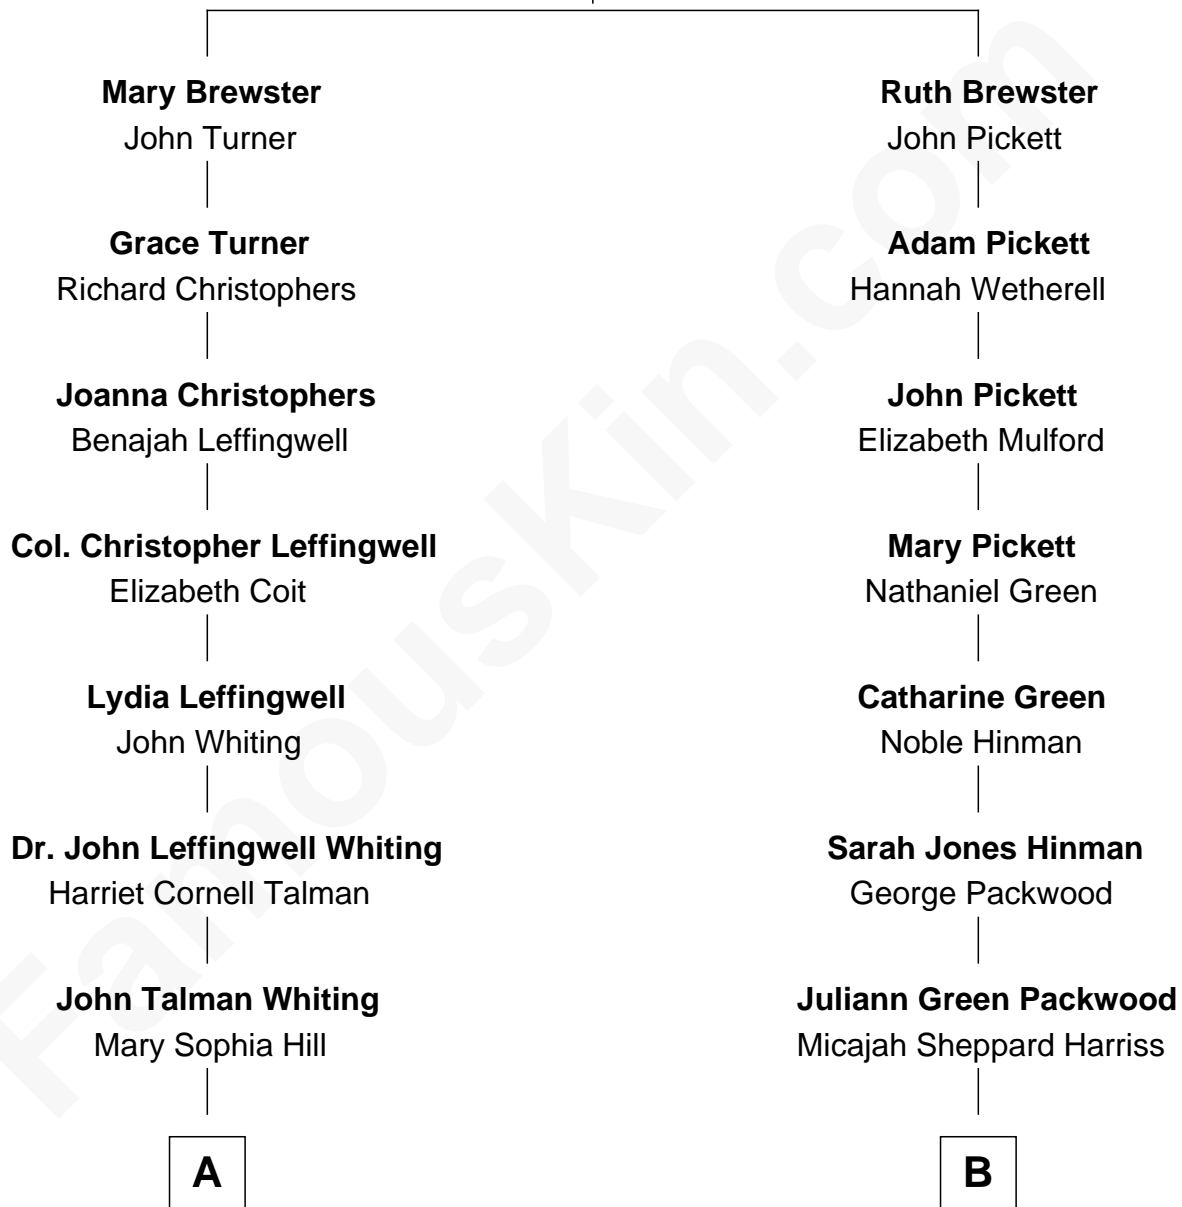 Mary Brewster
John Turner
Grace Turner
Richard Christophers
Joanna Christophers
Benajah Leffingwell
Col. Christopher Leffingwell
Elizabeth Coit
Lydia Leffingwell
John Whiting
Dr. John Leffingwell Whiting
Harriet Cornell Talman
John Talman Whiting
Mary Sophia Hill
A
Ruth Brewster
John Pickett
Adam Pickett
Hannah Wetherell
John Pickett
Elizabeth Mulford
Mary Pickett
Nathaniel Green
Catharine Green
Noble Hinman
Sarah Jones Hinman
George Packwood
Juliann Green Packwood
Micajah Sheppard Harriss
B
FamousKin.com